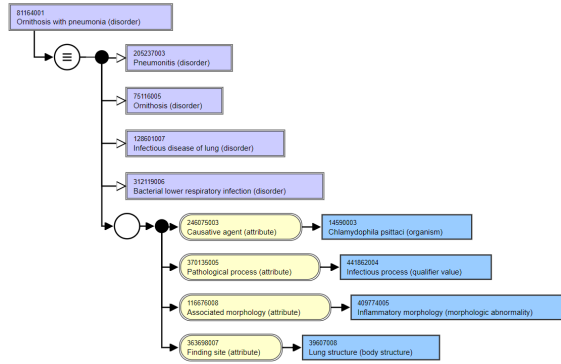 81164001
Ornithosis with pneumonia (disorder)
205237003
Pneumonitis (disorder)
75116005
Ornithosis (disorder)
128601007
Infectious disease of lung (disorder)
312119006
Bacterial lower respiratory infection (disorder)
246075003
Causative agent (attribute)
14590003
Chlamydophila psittaci (organism)
370135005
Pathological process (attribute)
441862004
Infectious process (qualifier value)
116676008
Associated morphology (attribute)
409774005
Inflammatory morphology (morphologic abnormality)
363698007
Finding site (attribute)
39607008
Lung structure (body structure)